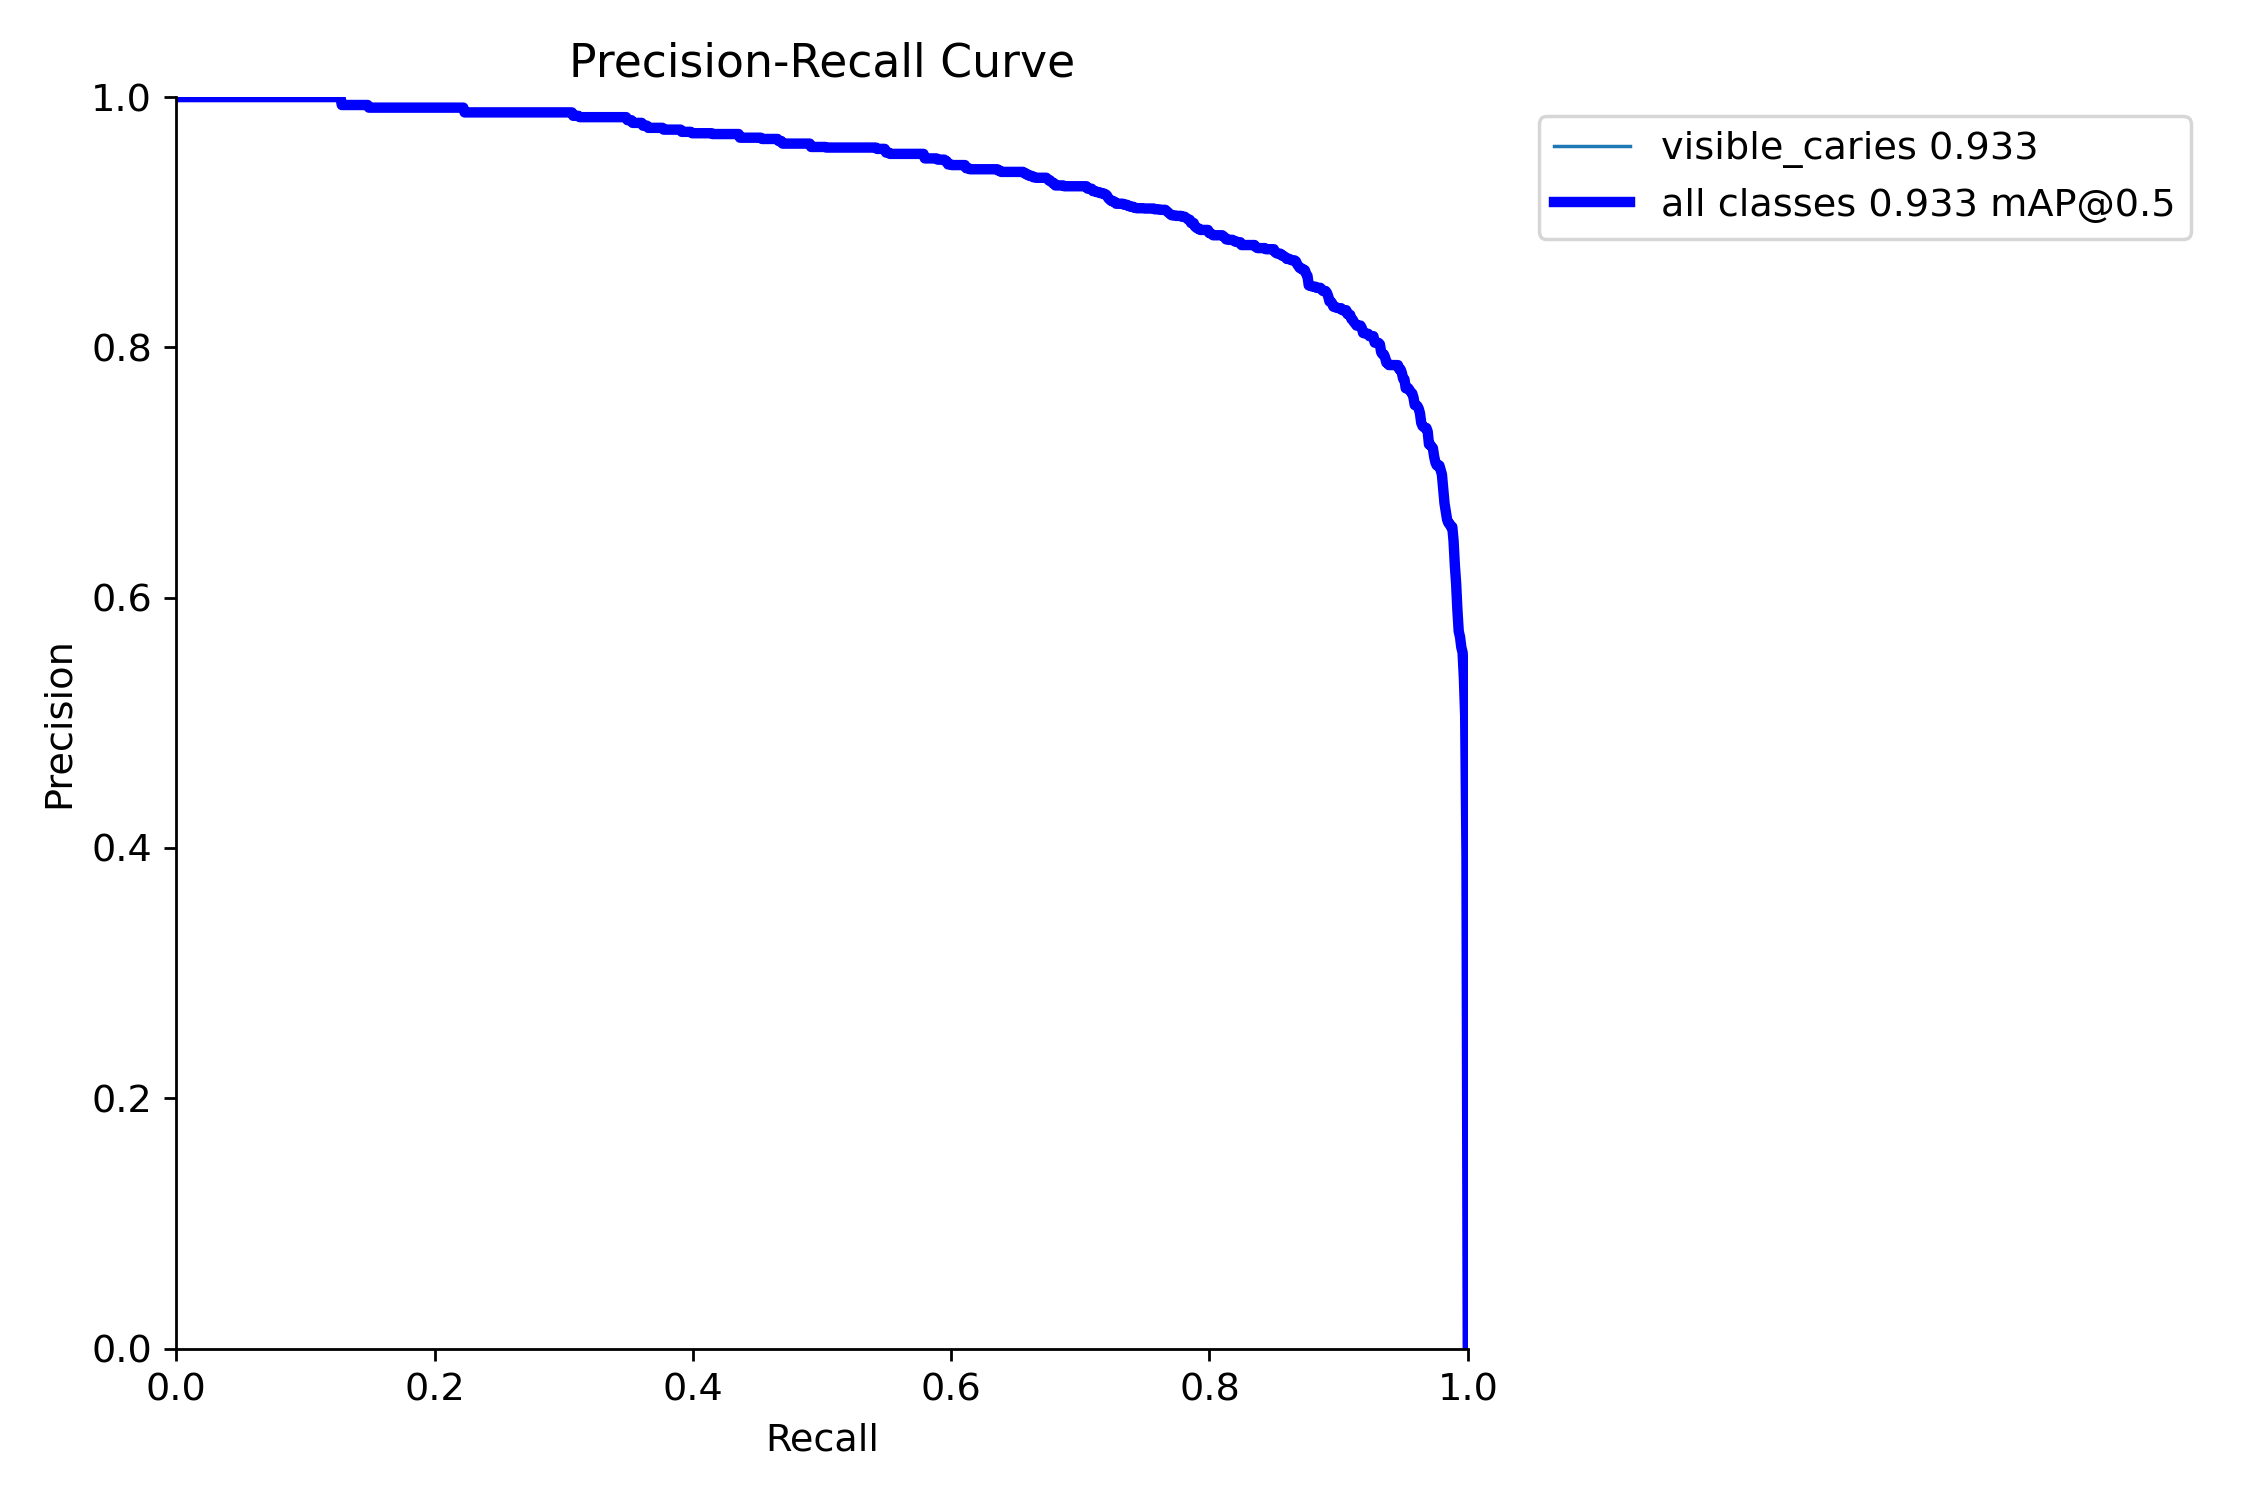 Precision-Recall Curve
visible_caries 0.933
all classes 0.933 mAP@0.5
Precision
1.0
0.8
0.6
0.4
0.2
0.0
0.0 0.2 0.4 0.6 0.8 1.0
Recall